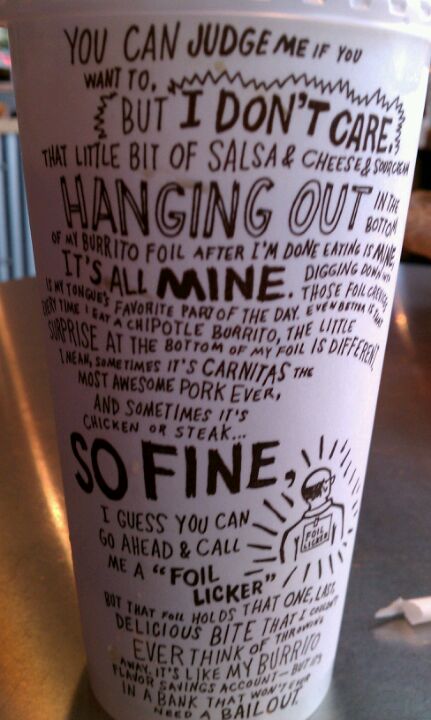 YOU CAN JUDGE ME IF YOU
WANT TO,
BUT I DON'T CARE.
THAT LITTLE BIT OF SALSA & CHEESE & SOUR CREAM
HANGING OUT IN THE
BOTTOM
OF MY BURRITO FOIL AFTER I'M DONE EATING IS MINE.
IT'S ALL MINE. DIGGING DOWN INTO
THOSE FOIL CREVICES
IS MY TONGUE'S FAVORITE PART OF THE DAY. EVEN BETTER IS THAT
EVERY TIME I EAT A CHIPOTLE BURRITO, THE LITTLE
SURPRISE AT THE BOTTOM OF MY FOIL IS DIFFERENT.
I MEAN, SOMETIMES IT'S CARNITAS THE
MOST AWESOME PORK EVER,
AND SOMETIMES IT'S
CHICKEN OR STEAK...
SO FINE,
I GUESS YOU CAN
GO AHEAD & CALL
ME A "FOIL
LICKER"
FOIL
LICKER
BUT THAT FOIL HOLDS THAT ONE, LAST,
DELICIOUS BITE THAT I COULDN'T
EVER THINK OF THROWING
AWAY. IT'S LIKE MY BURRITO
FLAVOR SAVINGS ACCOUNT—BUT IT'S
IN A BANK THAT WON'T EVER
NEED A BAILOUT.